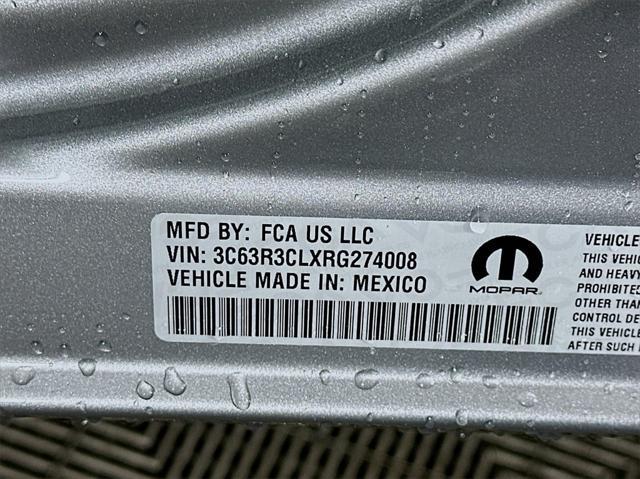 MFD BY: FCA US LLC
VIN: 3C63R3CLXRG274008
VEHICLE MADE IN: MEXICO
MOPAR
VEHICLE
THIS VEHIC
AND HEAVY
PROHIBITES
OTHER THAN
CONTROL DE
THIS VEHICLE
AFTER SUCH